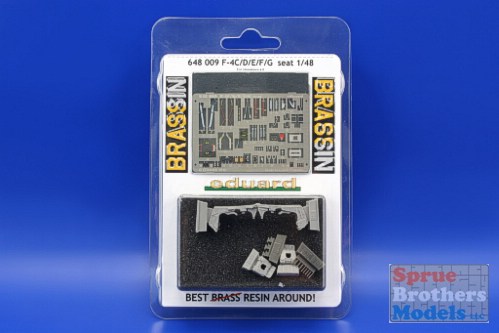 648 009 F-4C/D/E/F/G seat 1/48
BRASSIN
BRASSIN
eduard
BEST BRASS RESIN AROUND!
Sprue
Brothers
Models LLC